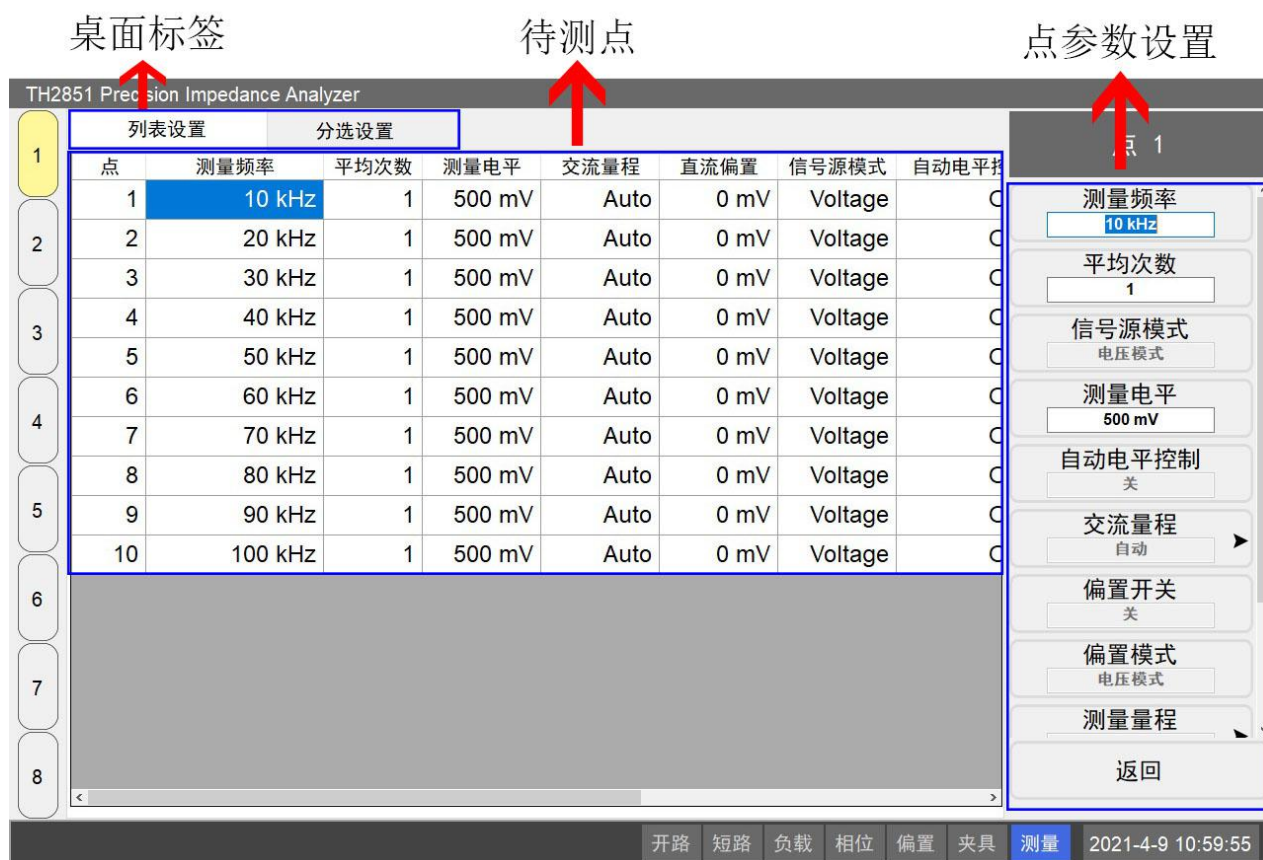 桌面标签 待测点 点参数设置
TH2851 Precision Impedance Analyzer
列表设置 分选设置
点 1
点 测量频率 平均次数 测量电平 交流量程 直流偏置 信号源模式 自动电平控
1 10 kHz 1 500 mV Auto 0 mV Voltage
2 20 kHz 1 500 mV Auto 0 mV Voltage
3 30 kHz 1 500 mV Auto 0 mV Voltage
4 40 kHz 1 500 mV Auto 0 mV Voltage
5 50 kHz 1 500 mV Auto 0 mV Voltage
6 60 kHz 1 500 mV Auto 0 mV Voltage
7 70 kHz 1 500 mV Auto 0 mV Voltage
8 80 kHz 1 500 mV Auto 0 mV Voltage
9 90 kHz 1 500 mV Auto 0 mV Voltage
10 100 kHz 1 500 mV Auto 0 mV Voltage
1
2
3
4
5
6
7
8
测量频率
10 kHz
平均次数
1
信号源模式
电压模式
测量电平
500 mV
自动电平控制
关
交流量程
自动
偏置开关
关
偏置模式
电压模式
测量量程
返回
开路 短路 负载 相位 偏置 夹具 测量 2021-4-9 10:59:55